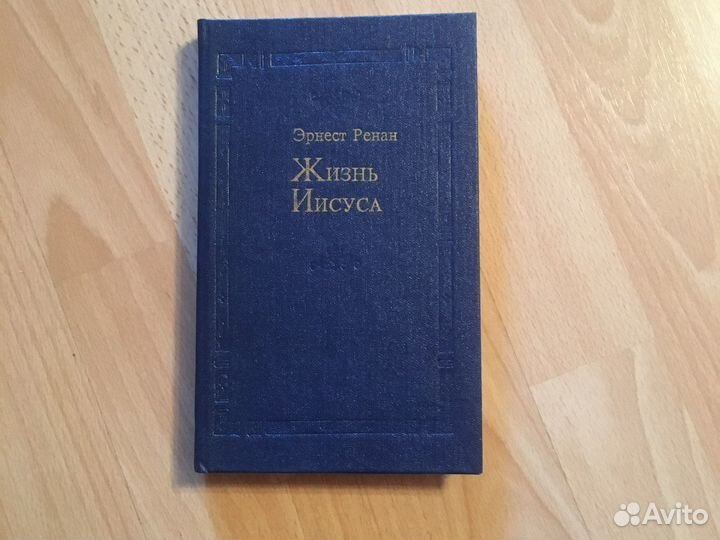 Эрнест Ренан
Жизнь
Иисуса
Avito